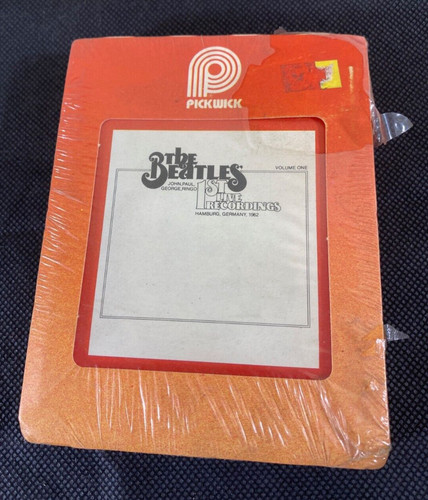 PICKWICK
the
BEATLES'
VOLUME ONE
JOHN, PAUL,
GEORGE, RINGO
1ST
LIVE
RECORDINGS
HAMBURG, GERMANY, 1962